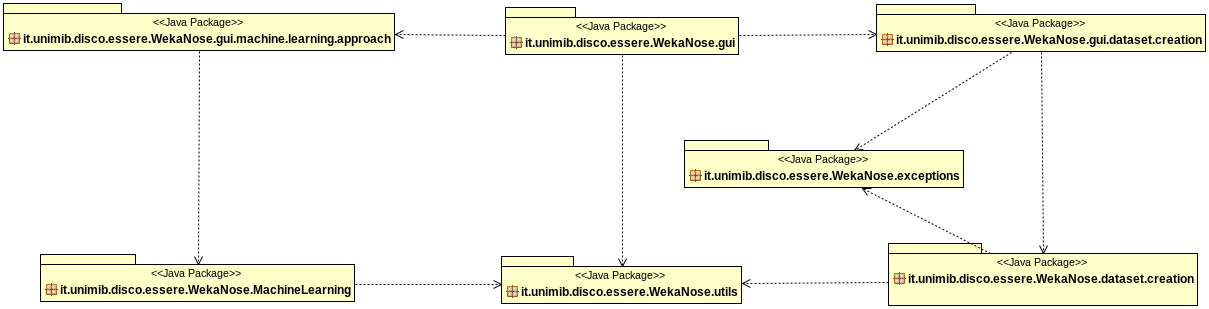 <<Java Package>>
it.unimib.disco.essere.WekaNose.gui.machine.learning.approach
<<Java Package>>
it.unimib.disco.essere.WekaNose.gui
<<Java Package>>
it.unimib.disco.essere.WekaNose.gui.dataset.creation
<<Java Package>>
it.unimib.disco.essere.WekaNose.exceptions
<<Java Package>>
it.unimib.disco.essere.WekaNose.MachineLearning
<<Java Package>>
it.unimib.disco.essere.WekaNose.utils
<<Java Package>>
it.unimib.disco.essere.WekaNose.dataset.creation